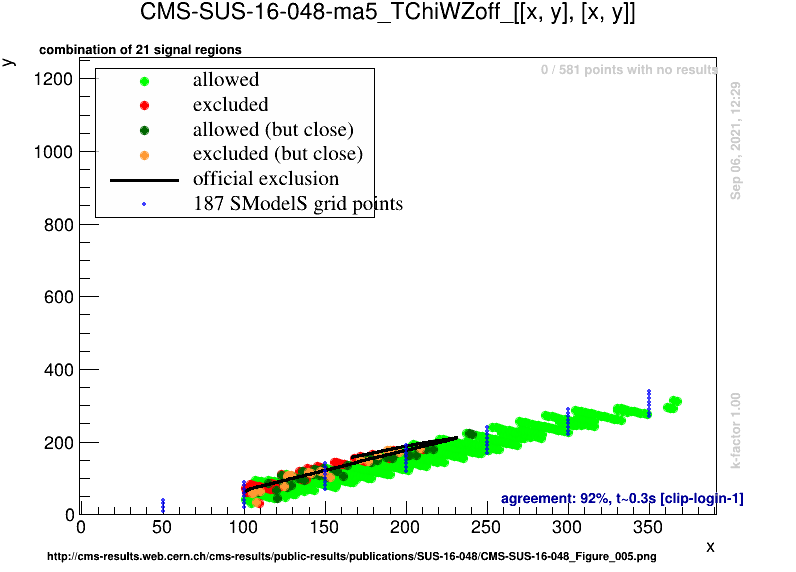 CMS-SUS-16-048-ma5_TChiWZoff_[[x, y], [x, y]]
y
combination of 21 signal regions
0 / 581 points with no results
allowed
excluded
allowed (but close)
excluded (but close)
official exclusion
187 SModelS grid points
1200
1000
800
600
400
200
0
Sep 06, 2021, 12:29
k-factor 1.00
agreement: 92%, t~0.3s [clip-login-1]
0 50 100 150 200 250 300 350
x
http://cms-results.web.cern.ch/cms-results/public-results/publications/SUS-16-048/CMS-SUS-16-048_Figure_005.png